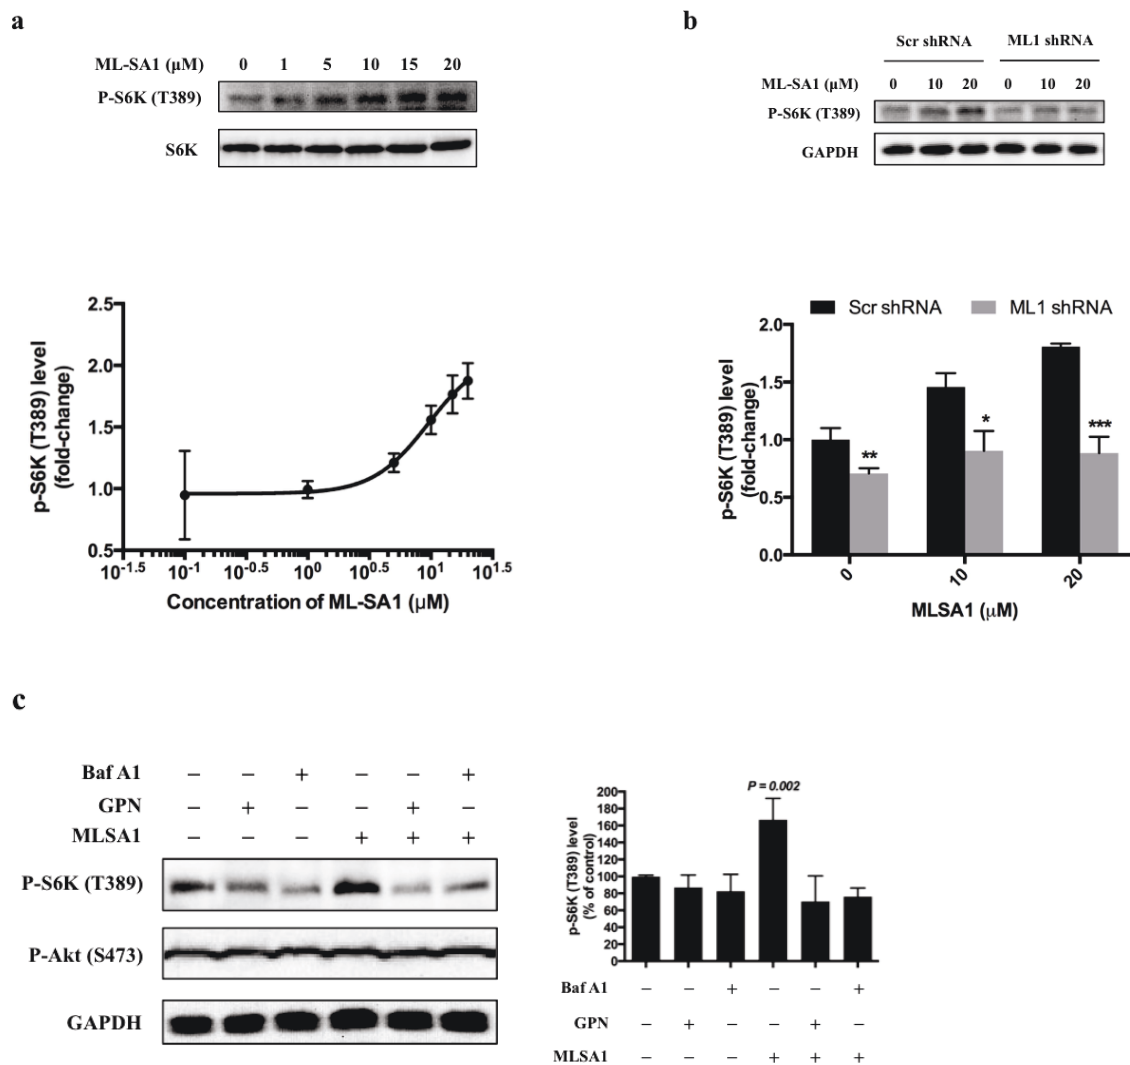 a
ML-SA1 (µM) 0 1 5 10 15 20
P-S6K (T389)
S6K
2.5
2.0
1.5
1.0
0.5
p-S6K (T389) level
(fold-change)
10-1.5 10-1 10-0.5 100 100.5 101 101.5
Concentration of ML-SA1 (µM)
b
Scr shRNA ML1 shRNA
ML-SA1 (µM) 0 10 20 0 10 20
P-S6K (T389)
GAPDH
Scr shRNA ML1 shRNA
2.0
1.5
1.0
0.5
0.0
p-S6K (T389) level
(fold-change)
** * ***
0 10 20
MLSA1 (µM)
c
Baf A1 – – + – – +
GPN – + – – + –
MLSA1 – – – + + +
P-S6K (T389)
P-Akt (S473)
GAPDH
P = 0.002
200
180
160
140
120
100
80
60
40
20
0
p-S6K (T389) level
(% of control)
Baf A1 – – + – – +
GPN – + – – + –
MLSA1 – – – + + +